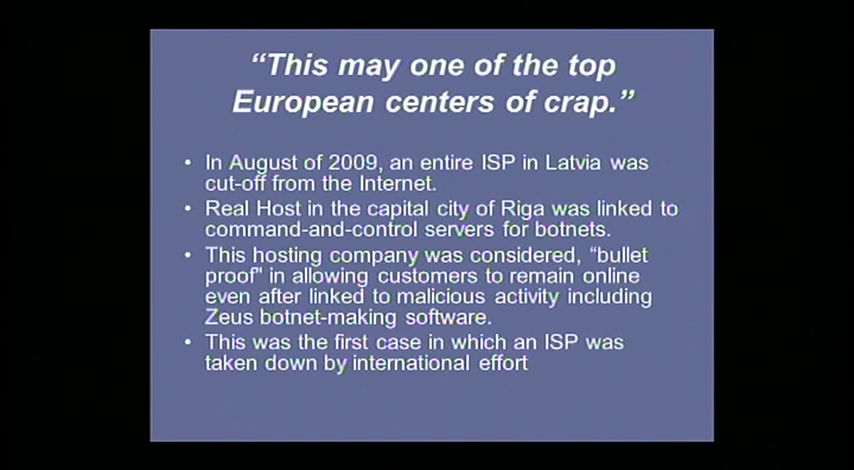 “This may one of the top
European centers of crap.”
• In August of 2009, an entire ISP in Latvia was
cut-off from the Internet.
• Real Host in the capital city of Riga was linked to
command-and-control servers for botnets.
• This hosting company was considered, “bullet
proof" in allowing customers to remain online
even after linked to malicious activity including
Zeus botnet-making software.
• This was the first case in which an ISP was
taken down by international effort